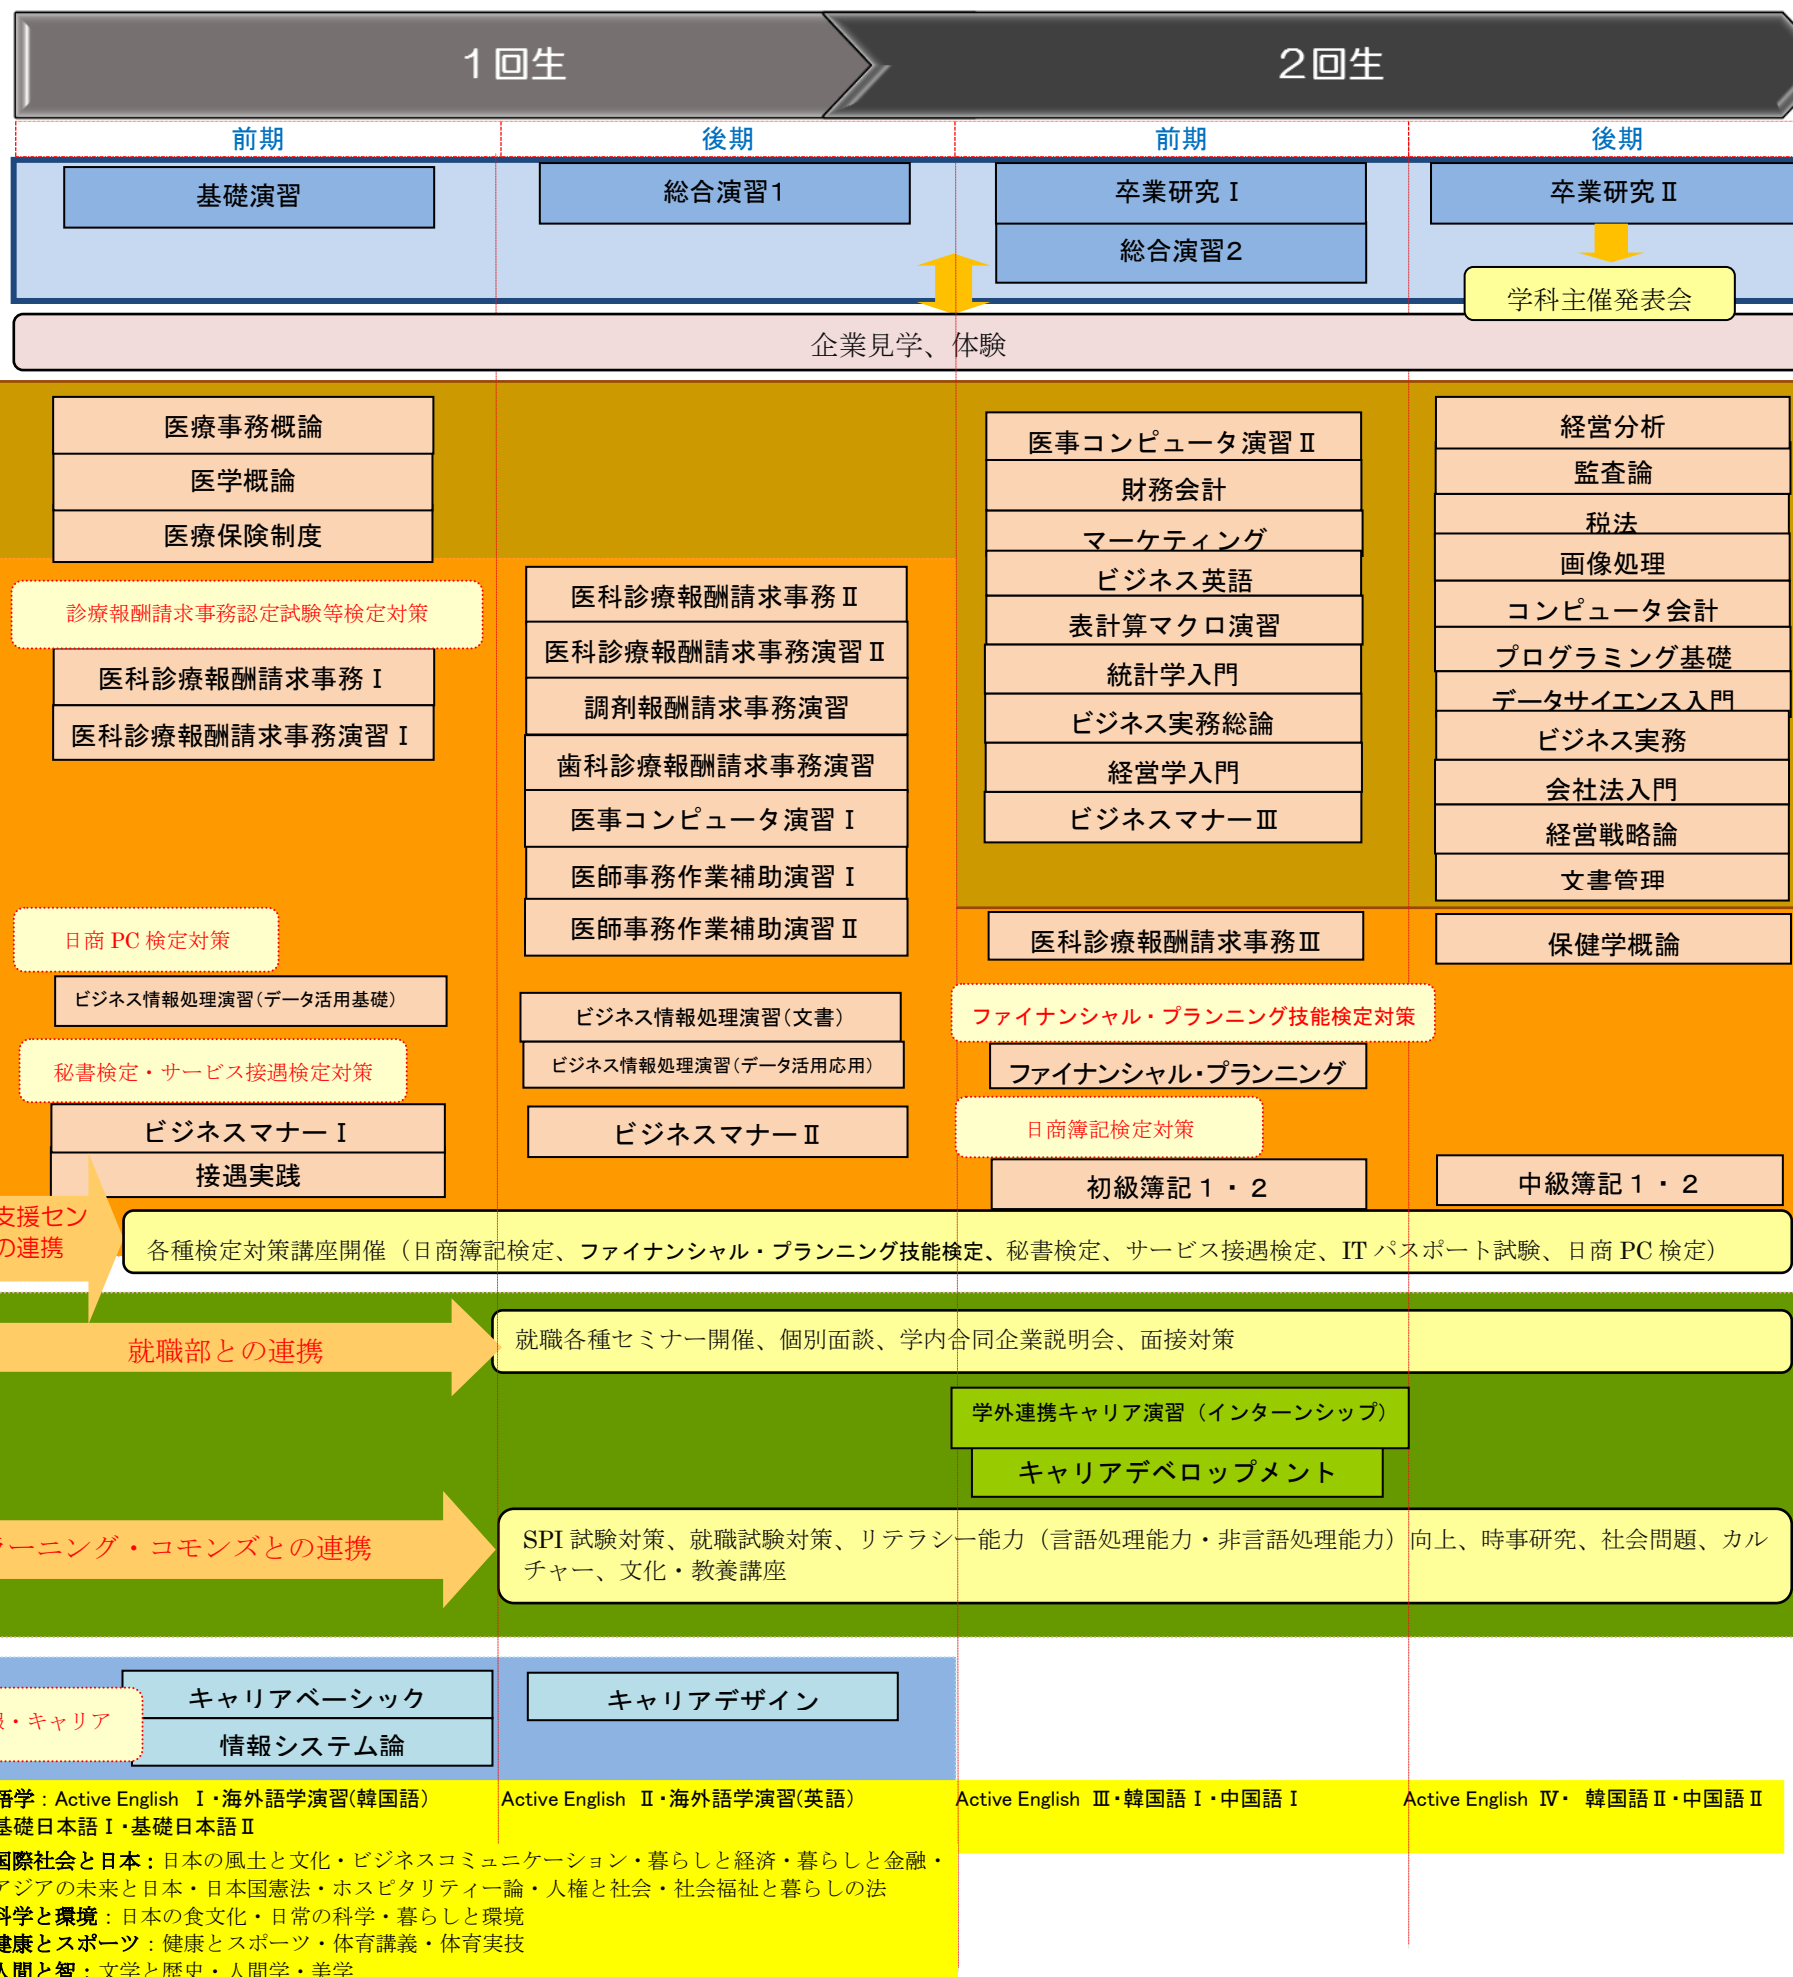 1回生
2回生
前期
後期
前期
後期
基礎演習
総合演習1
卒業研究Ⅰ
卒業研究Ⅱ
総合演習2
学科主催発表会
企業見学、体験
医療事務概論
医学概論
医療保険制度
診療報酬請求事務認定試験等検定対策
医科診療報酬請求事務Ⅰ
医科診療報酬請求事務演習Ⅰ
日商 PC 検定対策
ビジネス情報処理演習(データ活用基礎)
秘書検定・サービス接遇検定対策
ビジネスマナーⅠ
接遇実践
医科診療報酬請求事務Ⅱ
医科診療報酬請求事務演習Ⅱ
調剤報酬請求事務演習
歯科診療報酬請求事務演習
医事コンピュータ演習Ⅰ
医師事務作業補助演習Ⅰ
医師事務作業補助演習Ⅱ
ビジネス情報処理演習(文書)
ビジネス情報処理演習(データ活用応用)
ビジネスマナーⅡ
医事コンピュータ演習Ⅱ
財務会計
マーケティング
ビジネス英語
表計算マクロ演習
統計学入門
ビジネス実務総論
経営学入門
ビジネスマナーⅢ
医科診療報酬請求事務Ⅲ
ファイナンシャル・プランニング技能検定対策
ファイナンシャル・プランニング
日商簿記検定対策
初級簿記1・2
経営分析
監査論
税法
画像処理
コンピュータ会計
プログラミング基礎
データサイエンス入門
ビジネス実務
会社法入門
経営戦略論
文書管理
保健学概論
中級簿記1・2
支援セン
の連携
各種検定対策講座開催（日商簿記検定、ファイナンシャル・プランニング技能検定、秘書検定、サービス接遇検定、IT パスポート試験、日商 PC 検定）
就職部との連携
就職各種セミナー開催、個別面談、学内合同企業説明会、面接対策
学外連携キャリア演習（インターンシップ）
キャリアデベロップメント
ラーニング・コモンズとの連携
SPI 試験対策、就職試験対策、リテラシー能力（言語処理能力・非言語処理能力）向上、時事研究、社会問題、カル
チャー、文化・教養講座
報・キャリア
キャリアベーシック
情報システム論
キャリアデザイン
語学：Active English Ⅰ・海外語学演習(韓国語)
基礎日本語Ⅰ・基礎日本語Ⅱ
Active English Ⅱ・海外語学演習(英語)
Active English Ⅲ・韓国語Ⅰ・中国語Ⅰ
Active English Ⅳ・ 韓国語Ⅱ・中国語Ⅱ
国際社会と日本：日本の風土と文化・ビジネスコミュニケーション・暮らしと経済・暮らしと金融・
アジアの未来と日本・日本国憲法・ホスピタリティー論・人権と社会・社会福祉と暮らしの法
科学と環境：日本の食文化・日常の科学・暮らしと環境
健康とスポーツ：健康とスポーツ・体育講義・体育実技
人間と智：文学と歴史・人間学・美学